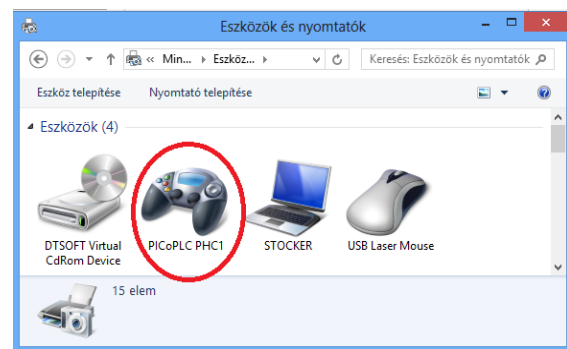 Eszközök és nyomtatók
« Min... Eszköz...
Keresés: Eszközök és nyomtatók
Eszköz telepítése Nyomtató telepítése
Eszközök (4)
DTSOFT Virtual CdRom Device
PICoPLC PHC1
STOCKER
USB Laser Mouse
15 elem